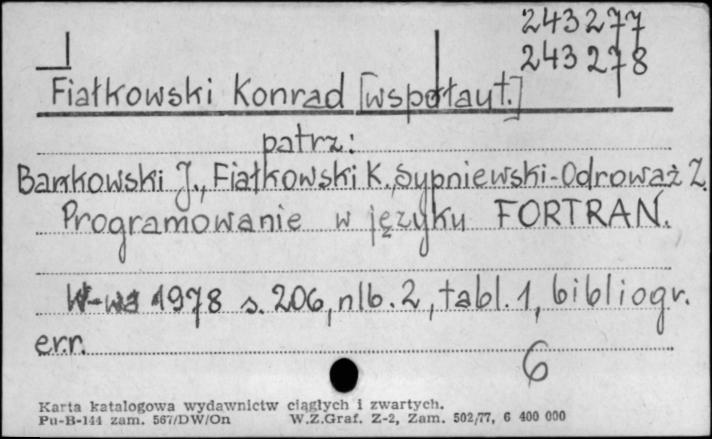 243277
243278
Fiałkowski Konrad [współaut.]
patrz:
Bankowski J., Fiałkowski K., Sypniewski-Odrowąż Z.
Programowanie w języku FORTRAN.
W-wa 1978 s. 206, nlb. 2, tabl. 1, bibliogr.
err.
6
Karta katalogowa wydawnictw ciągłych i zwartych.
Pu-B-144 zam. 567/DW/On W.Z.Graf. Z-2, Zam. 502/77, 6 400 000